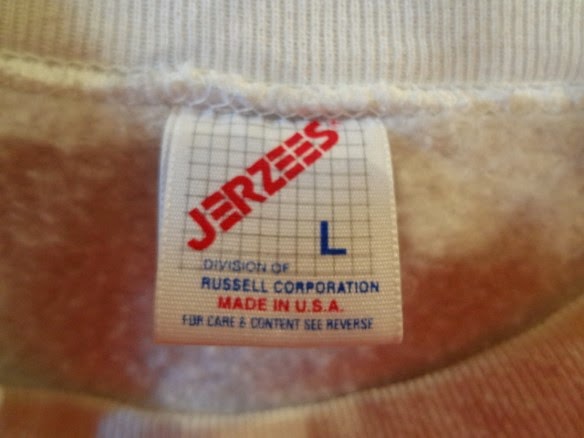 JERZEES
L
DIVISION OF
RUSSELL CORPORATION
MADE IN U.S.A.
FOR CARE & CONTENT SEE REVERSE